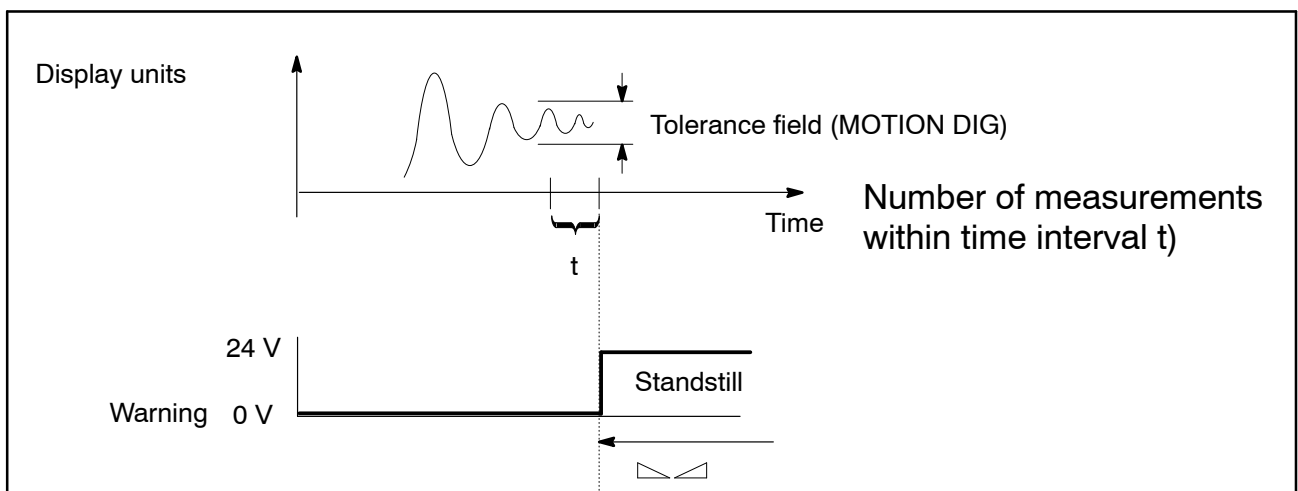 Display units
Tolerance field (MOTION DIG)
Time
Number of measurements
within time interval t)
t
24 V
Standstill
Warning 0 V